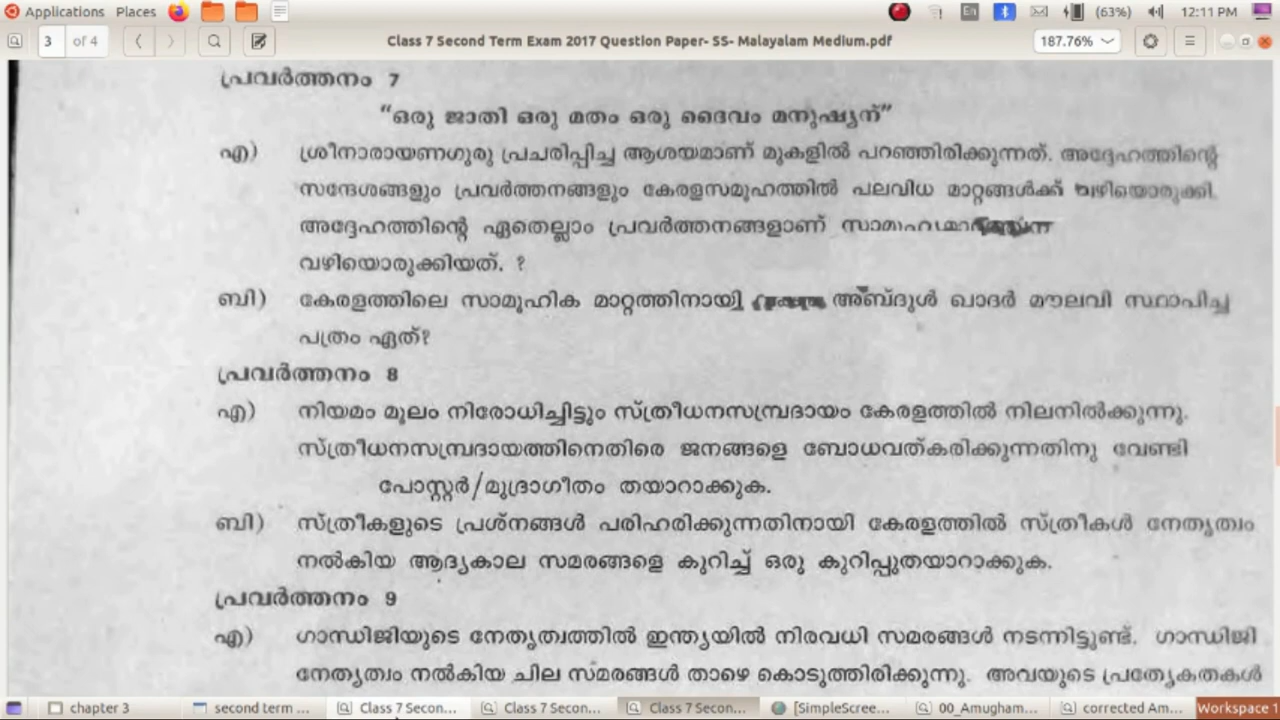 Applications Places En (63%) 12:11 PM
3 of 4 Class 7 Second Term Exam 2017 Question Paper- SS- Malayalam Medium.pdf 187.76%
പ്രവർത്തനം 7
“ഒരു ജാതി ഒരു മതം ഒരു ദൈവം മനുഷ്യന്”
എ) ശ്രീനാരായണഗുരു പ്രചരിപ്പിച്ച ആശയമാണ് മുകളിൽ പറഞ്ഞിരിക്കുന്നത്. അദ്ദേഹത്തിന്റെ
സന്ദേശങ്ങളും പ്രവർത്തനങ്ങളും കേരളസമൂഹത്തിൽ പലവിധ മാറ്റങ്ങൾക്ക് വഴിയൊരുക്കി.
അദ്ദേഹത്തിന്റെ ഏതെല്ലാം പ്രവർത്തനങ്ങളാണ്
വഴിയൊരുക്കിയത്. ?
ബി) കേരളത്തിലെ സാമൂഹിക മാറ്റത്തിനായി അബ്ദുൾ ഖാദർ മൗലവി സ്ഥാപിച്ച
പത്രം ഏത്?
പ്രവർത്തനം 8
എ) നിയമം മൂലം നിരോധിച്ചിട്ടും സ്ത്രീധനസമ്പ്രദായം കേരളത്തിൽ നിലനിൽക്കുന്നു.
സ്ത്രീധനസമ്പ്രദായത്തിനെതിരെ ജനങ്ങളെ ബോധവത്കരിക്കുന്നതിനു വേണ്ടി
പോസ്റ്റർ/മുദ്രാഗീതം തയാറാക്കുക.
ബി) സ്ത്രീകളുടെ പ്രശ്നങ്ങൾ പരിഹരിക്കുന്നതിനായി കേരളത്തിൽ സ്ത്രീകൾ നേതൃത്വം
നൽകിയ ആദ്യകാല സമരങ്ങളെ കുറിച്ച് ഒരു കുറിപ്പുതയാറാക്കുക.
പ്രവർത്തനം 9
എ) ഗാന്ധിജിയുടെ നേതൃത്വത്തിൽ ഇന്ത്യയിൽ നിരവധി സമരങ്ങൾ നടന്നിട്ടുണ്ട്. ഗാന്ധിജി
നേതൃത്വം നൽകിയ ചില സമരങ്ങൾ താഴെ കൊടുത്തിരിക്കുന്നു. അവയുടെ പ്രത്യേകതകൾ
chapter 3 second term ... Class 7 Secon... Class 7 Secon... Class 7 Secon... [SimpleScree... 00_Amugham... corrected Am... Workspace 1